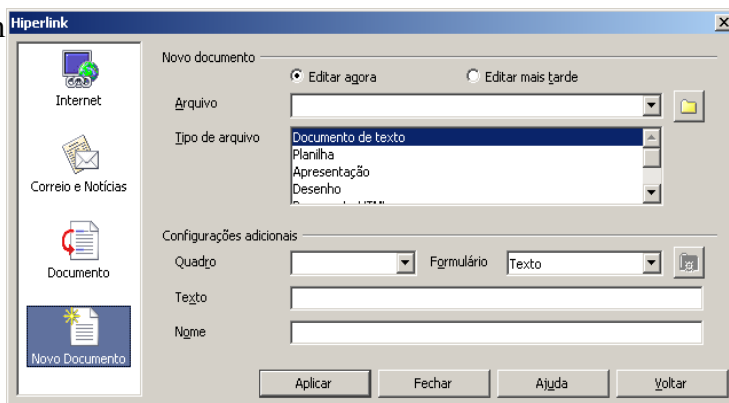 Hiperlink
Internet
Correio e Notícias
Documento
Novo Documento
Novo documento
Editar agora
Editar mais tarde
Arquivo
Tipo de arquivo
Documento de texto
Planilha
Apresentação
Desenho
Configurações adicionais
Quadro
Formulário
Texto
Texto
Nome
Aplicar
Fechar
Ajuda
Voltar